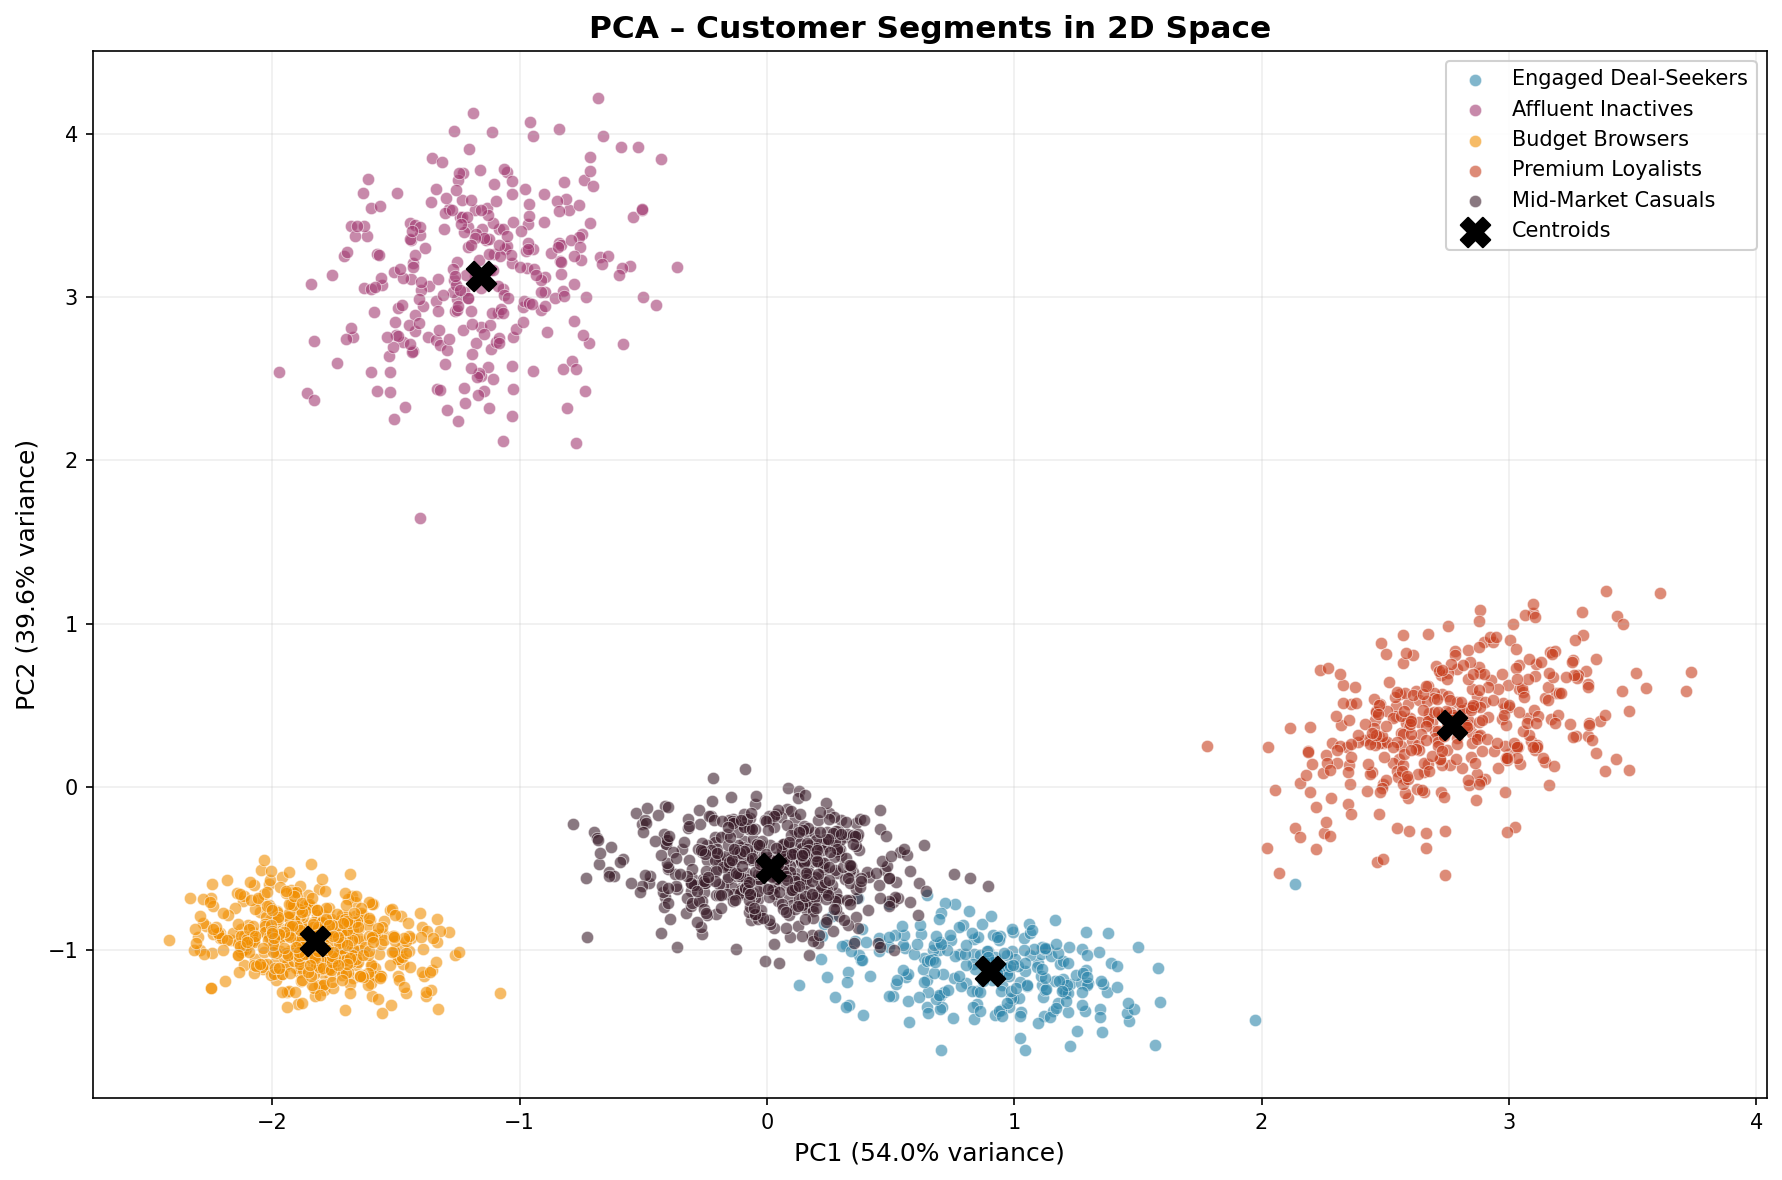 PCA – Customer Segments in 2D Space
Engaged Deal-Seekers
Affluent Inactives
Budget Browsers
Premium Loyalists
Mid-Market Casuals
Centroids
PC2 (39.6% variance)
4
3
2
1
0
−1
−2
−1
0
1
2
3
4
PC1 (54.0% variance)